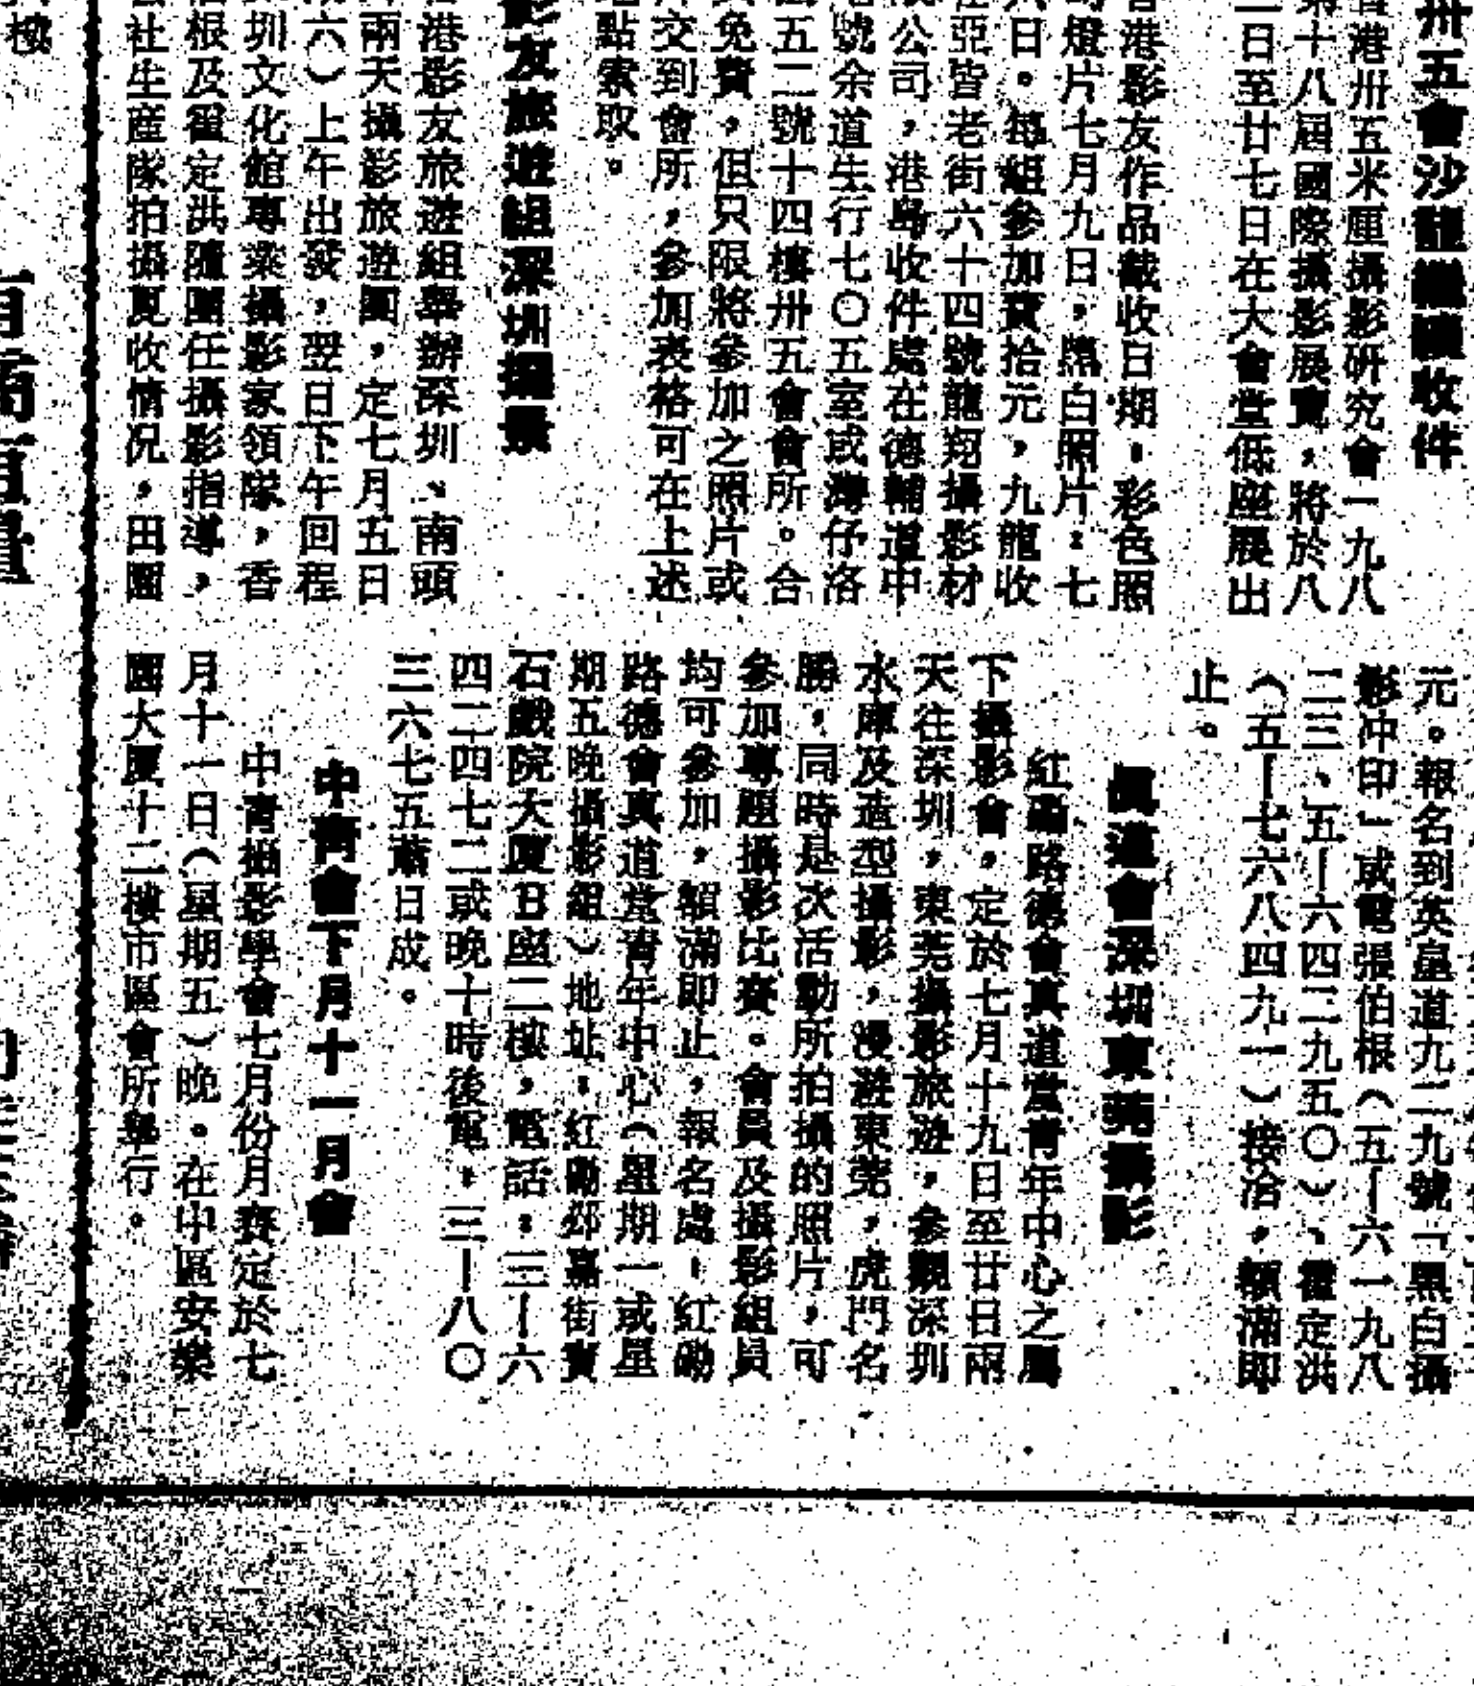 卅五會沙龍繼續收件
香港卅五米厘攝影研究會一九八
第十八屆國際攝影展覽，將於八
二日至廿七日在大會堂低座展出
香港影友作品截收日期，彩色照
燈片七月九日，黑白照片：七
八日。每組參加費拾元，九龍收
亞皆老街六十四號龍翔攝影材
公司，港島收件處在德輔道中
號余道生行七〇五室或灣仔洛
五二號十四樓卅五會會所。合
免費，但只限將參加之照片或
交到會所，參加表格可在上述
點索取。
影友旅遊組深圳攝景
港影友旅遊組舉辦深圳、南頭
兩天攝影旅遊團，定七月五日
六）上午出發，翌日下午回程
圳文化館專業攝影家領隊，香
根及霍定洪隨團任攝影指導，
社生產隊拍攝夏收情況，田園
元。報名到英皇道九二九號「黑白攝
影冲印」或電張伯根（五—六一九八
二三、五—六四三九五〇）、霍定洪
（五—七六八四九一）接洽，額滿即
止。
真道會深圳東莞攝影
紅磡路德會真道堂青年中心之屬
下攝影會，定於七月十九日至廿日兩
天往深圳，東莞攝影旅遊，參觀深圳
水庫及造型攝影，漫遊東莞，虎門名
勝，同時是次活動所拍攝的照片，可
參加專題攝影比賽。會員及攝影組員
均可參加，額滿即止，報名處，紅磡
路德會真道堂青年中心（星期一或星
期五晚攝影組）地址：紅磡郊嘉街寶
石戲院大廈B座二樓，電話：三—六
四二四七二或晚十時後電，三—八〇
三六七五蕭日成。
中青會下月十一月會
中青攝影學會七月份月賽定於七
月十一日（星期五）晚。在中區安樂
園大廈十二樓市區會所舉行。